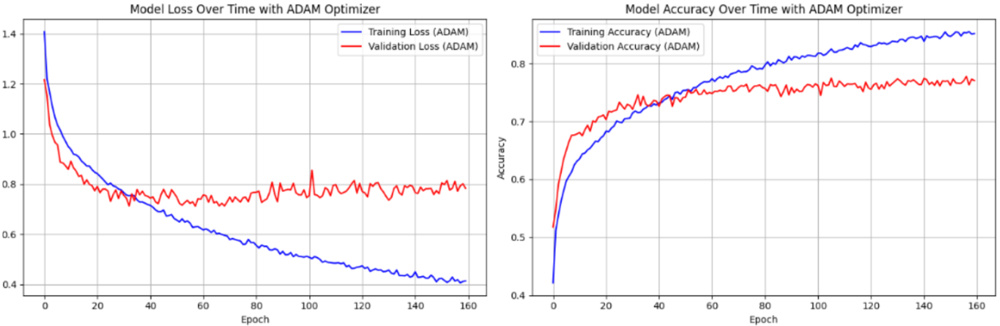 Model Loss Over Time with ADAM Optimizer
Training Loss (ADAM)
Validation Loss (ADAM)
1.4
1.2
1.0
0.8
0.6
0.4
0 20 40 60 80 100 120 140 160
Epoch
Model Accuracy Over Time with ADAM Optimizer
Training Accuracy (ADAM)
Validation Accuracy (ADAM)
Accuracy
0.8
0.7
0.6
0.5
0.4
0 20 40 60 80 100 120 140 160
Epoch